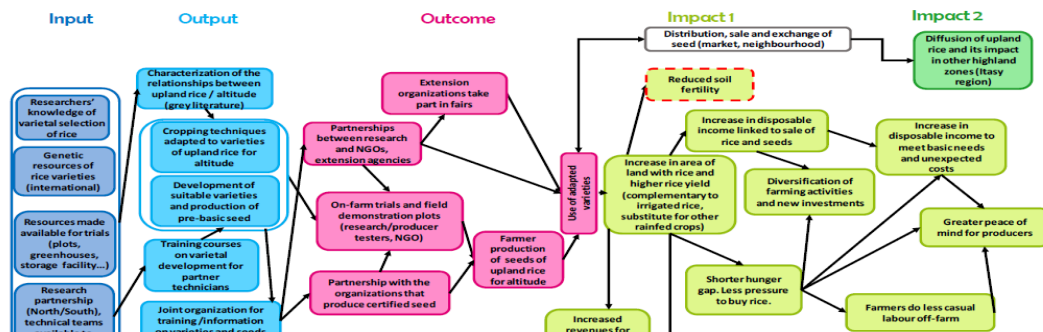 Input
Output
Outcome
Impact 1
Impact 2
Researchers'
knowledge of
varietal selection of
rice
Genetic
resources of
rice varieties
(international)
Resources made
available for trials
(plots,
greenhouses,
storage facility...)
Research
partnership
(North/South),
technical teams
Characterization of the
relationships between
upland rice / altitude
(grey literature)
Cropping techniques
adapted to varieties
of upland rice for
altitude
Development of
suitable varieties
and production of
pre-basic seed
Training courses
on varietal
development for
partner
technicians
Joint organization for
training /information
on varieties and seeds
Extension
organizations take
part in fairs
Partnerships
between research
and NGOs,
extension agencies
On-farm trials and field
demonstration plots
(research/producer
testers, NGO)
Partnership with the
organizations that
produce certified seed
Farmer
production of
seeds of
upland rice
for altitude
Use of adapted
varieties
Distribution, sale and exchange of
seed (market, neighbourhood)
Reduced soil
fertility
Increase in area of
land with rice and
higher rice yield
(complementary to
irrigated rice,
substitute for other
rainfed crops)
Increased
revenues for
Increase in disposable
income linked to sale of
rice and seeds
Diversification of
farming activities
and new investments
Shorter hunger
gap. Less pressure
to buy rice.
Diffusion of upland
rice and its impact
in other highland
zones (Itasy
region)
Increase in
disposable income to
meet basic needs
and unexpected
costs
Greater peace of
mind for producers
Farmers do less casual
labour off-farm